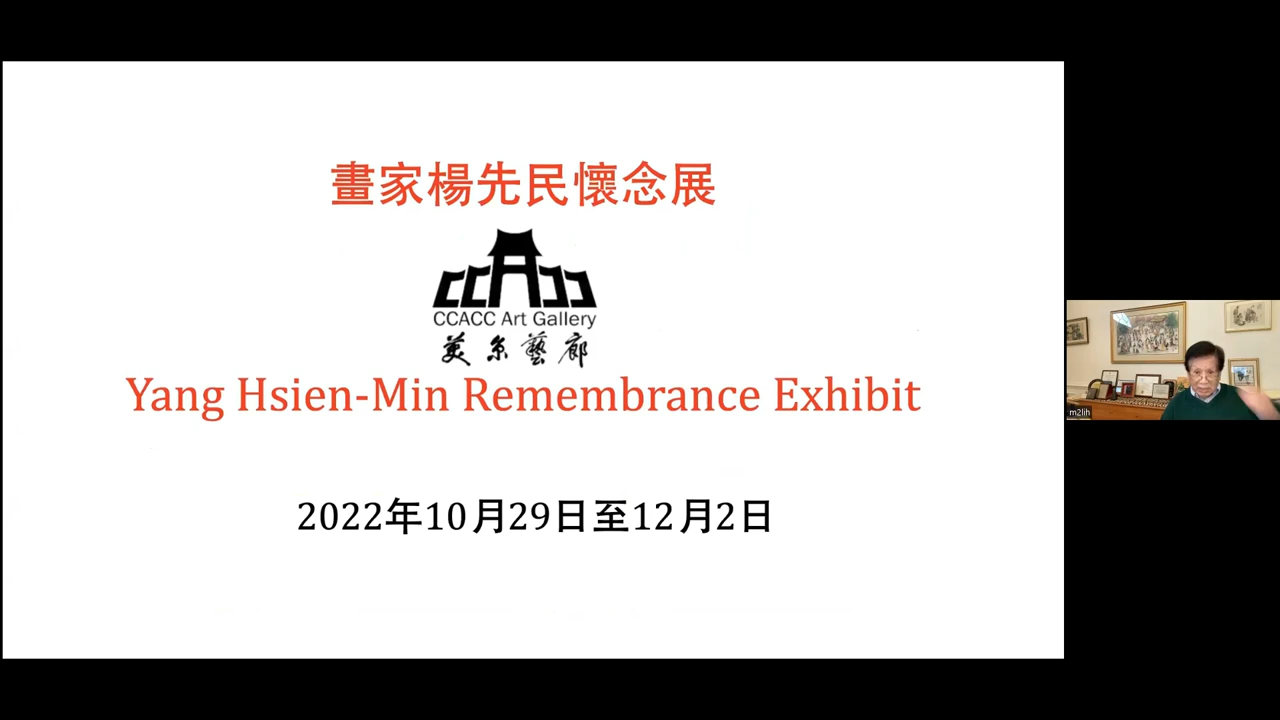 畫家楊先民懷念展
CCACC
CCACC Art Gallery
美京藝廊
Yang Hsien-Min Remembrance Exhibit
2022年10月29日至12月2日
m2lih